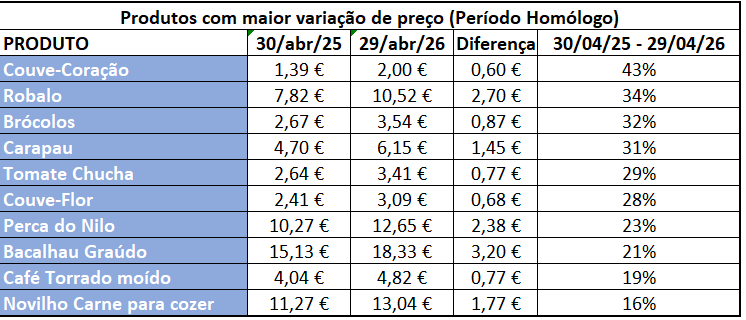 Produtos com maior variação de preço (Período Homólogo)
PRODUTO 30/abr/25 29/abr/26 Diferença 30/04/25 - 29/04/26
Couve-Coração 1,39 € 2,00 € 0,60 € 43%
Robalo 7,82 € 10,52 € 2,70 € 34%
Brócolos 2,67 € 3,54 € 0,87 € 32%
Carapau 4,70 € 6,15 € 1,45 € 31%
Tomate Chucha 2,64 € 3,41 € 0,77 € 29%
Couve-Flor 2,41 € 3,09 € 0,68 € 28%
Perca do Nilo 10,27 € 12,65 € 2,38 € 23%
Bacalhau Graúdo 15,13 € 18,33 € 3,20 € 21%
Café Torrado moído 4,04 € 4,82 € 0,77 € 19%
Novilho Carne para cozer 11,27 € 13,04 € 1,77 € 16%